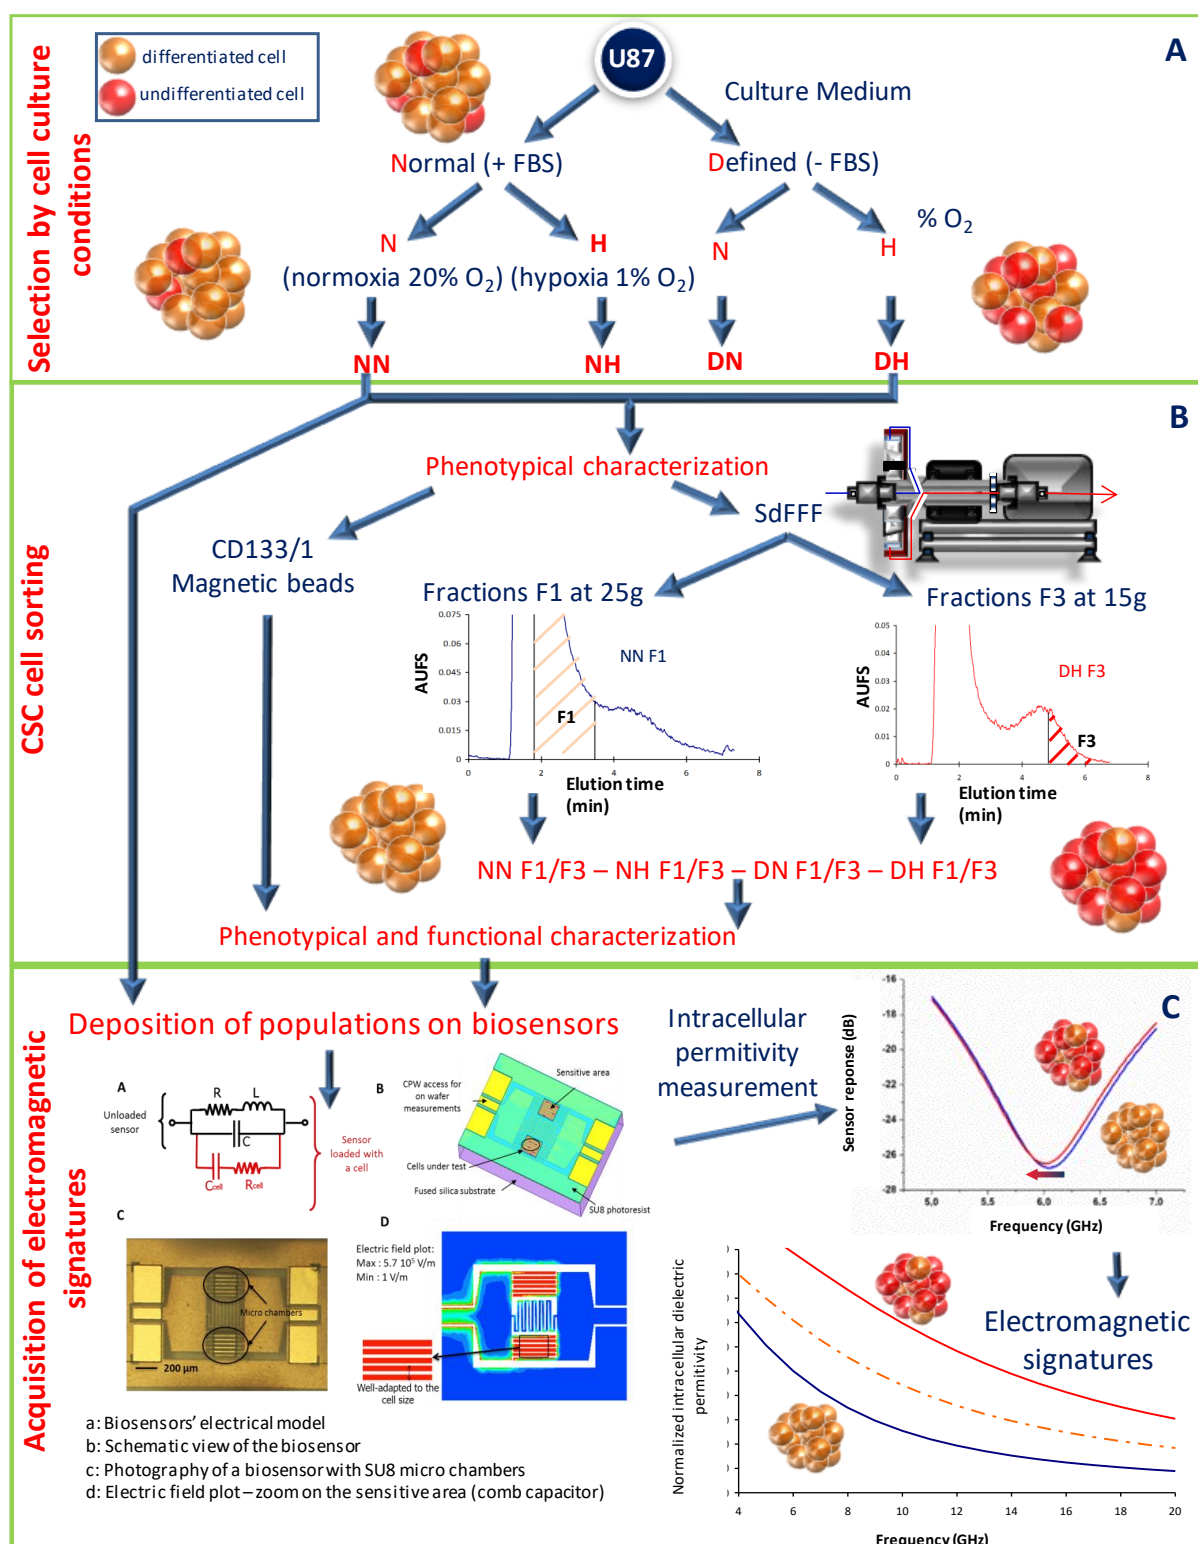 Selection by cell culture
conditions
differentiated cell
undifferentiated cell
U87
A
Culture Medium
Normal (+ FBS)
Defined (- FBS)
% O2
N
H
N
H
(normoxia 20% O2) (hypoxia 1% O2)
NN
NH
DN
DH
CSC cell sorting
B
Phenotypical characterization
SdFFF
CD133/1
Magnetic beads
Fractions F1 at 25g
Fractions F3 at 15g
0.075
0.06
0.045
0.03
0.015
0
AUFS
NN F1
F1
0
2
4
6
8
Elution time
(min)
0.05
0.04
0.03
0.02
0.01
0
AUFS
DH F3
F3
0
2
4
6
8
Elution time
(min)
NN F1/F3 – NH F1/F3 – DN F1/F3 – DH F1/F3
Phenotypical and functional characterization
Acquisition of electromagnetic
signatures
C
Deposition of populations on biosensors
Intracellular
permitivity
measurement
A
Unloaded
sensor
R
L
C
Ccell
Rcell
Sensor
loaded with
a cell
B
CPW access for
on wafer
measurements
Sensitive area
Cells under test
Fused silica substrate
SU8 photoresist
C
Micro chambers
200 µm
D
Electric field plot:
Max : 5.7 10⁵ V/m
Min : 1 V/m
Well-adapted to the
cell size
a: Biosensors' electrical model
b: Schematic view of the biosensor
c: Photography of a biosensor with SU8 micro chambers
d: Electric field plot – zoom on the sensitive area (comb capacitor)
Sensor reponse (dB)
-16
-18
-20
-22
-24
-26
-28
5,0
5,5
6,0
6,5
7,0
Frequency (GHz)
Electromagnetic
signatures
Normalized intracellular dielectric
permitivity
4
6
8
10
12
14
16
18
20
Frequency (GHz)